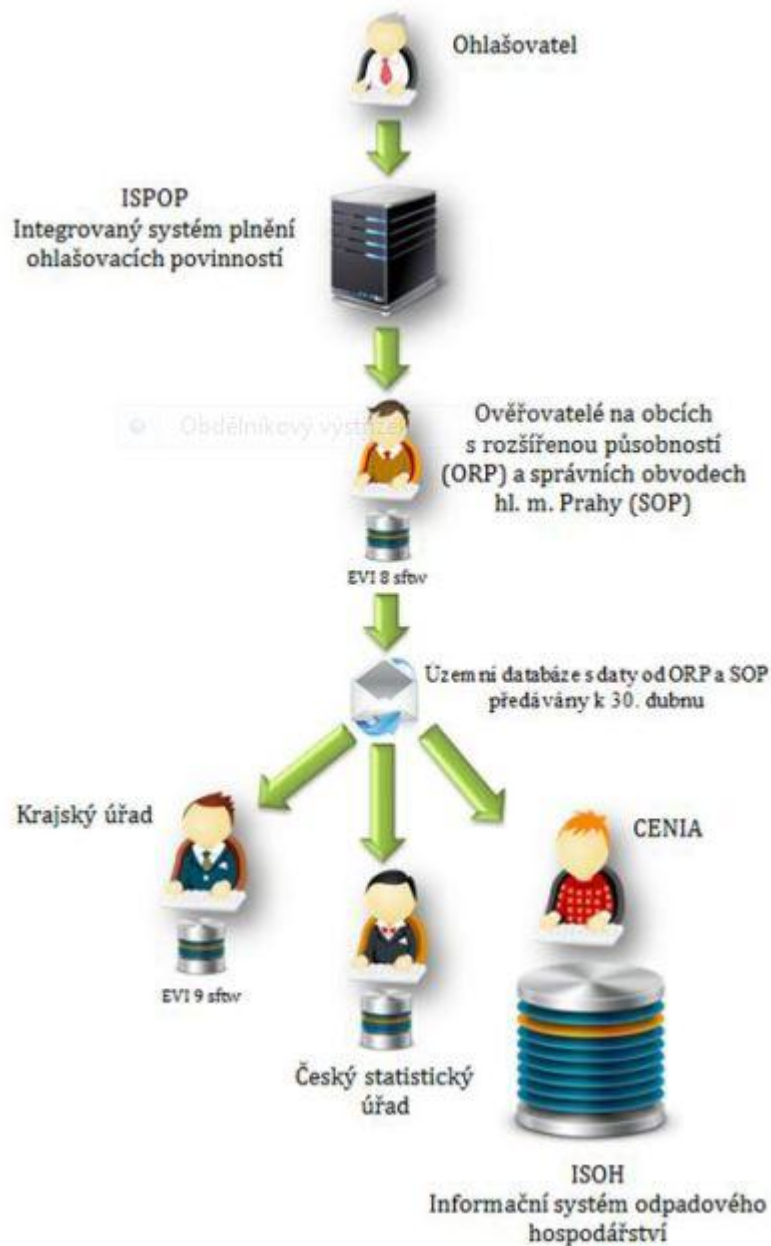 Ohlašovatel
ISPOP
Integrovaný systém plnění
ohlašovacích povinností
Obdélníkový
Ověřovatelé na obcích
s rozšířenou působností
(ORP) a správních obvodech
hl. m. Prahy (SOP)
EVI 8 sftw
Územní databáze s daty od ORP a SOP
předávány k 30. dubnu
Krajský úřad
CENIA
EVI 9 sftw
Český statistický
úřad
ISOH
Informační systém odpadového
hospodářství